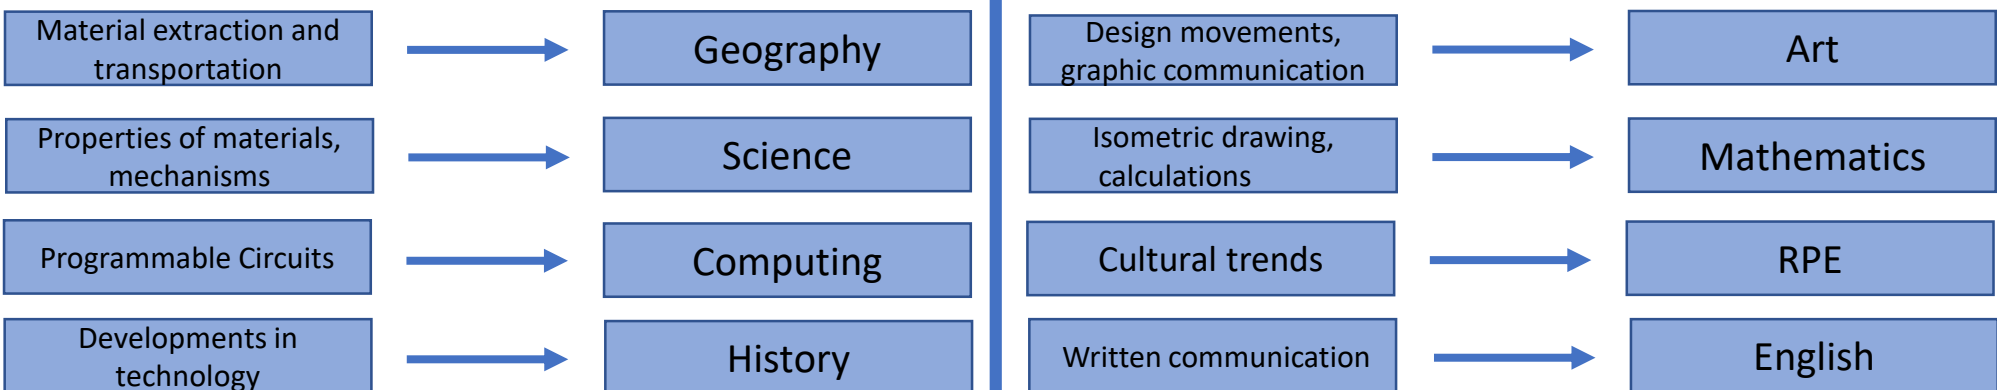 Material extraction and
transportation
Geography
Properties of materials,
mechanisms
Science
Programmable Circuits
Computing
Developments in
technology
History
Design movements,
graphic communication
Art
Isometric drawing,
calculations
Mathematics
Cultural trends
RPE
Written communication
English